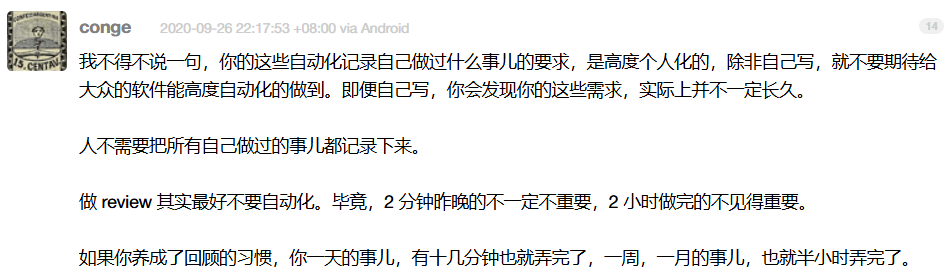 conge 2020-09-26 22:17:53 +08:00 via Android 14
我不得不说一句，你的这些自动化记录自己做过什么事儿的要求，是高度个人化的，除非自己写，就不要期待给
大众的软件能高度自动化的做到。即便自己写，你会发现你的这些需求，实际上并不一定长久。
人不需要把所有自己做过的事儿都记录下来。
做 review 其实最好不要自动化。毕竟，2 分钟昨晚的不一定不重要，2 小时做完的不见得重要。
如果你养成了回顾的习惯，你一天的事儿，有十几分钟也就弄完了，一周，一月的事儿，也就半小时弄完了。
15. CENTAV